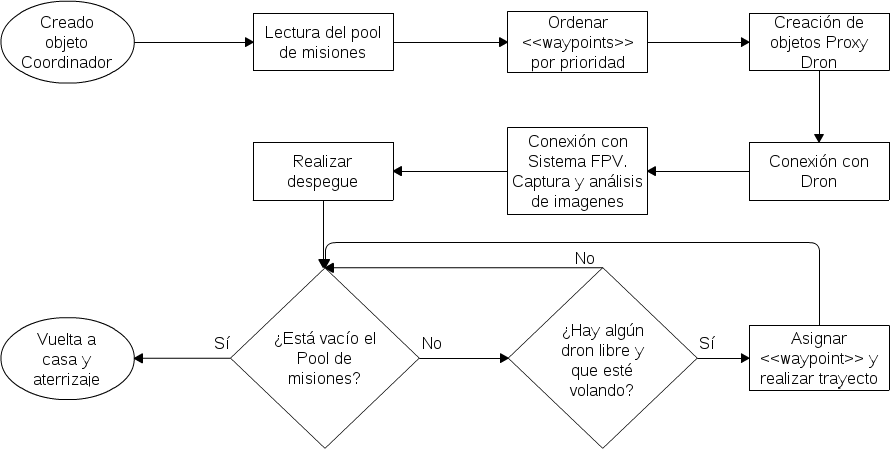 Creado
objeto
Coordinador
Lectura del pool
de misiones
Ordenar
<<waypoints>>
por prioridad
Creación de
objetos Proxy
Dron
Conexión con
Dron
Conexión con
Sistema FPV.
Captura y análisis
de imagenes
Realizar
despegue
¿Está vacío el
Pool de
misiones?
Sí
Vuelta a
casa y
aterrizaje
No
¿Hay algún
dron libre y
que esté
volando?
No
Sí
Asignar
<<waypoint>> y
realizar trayecto